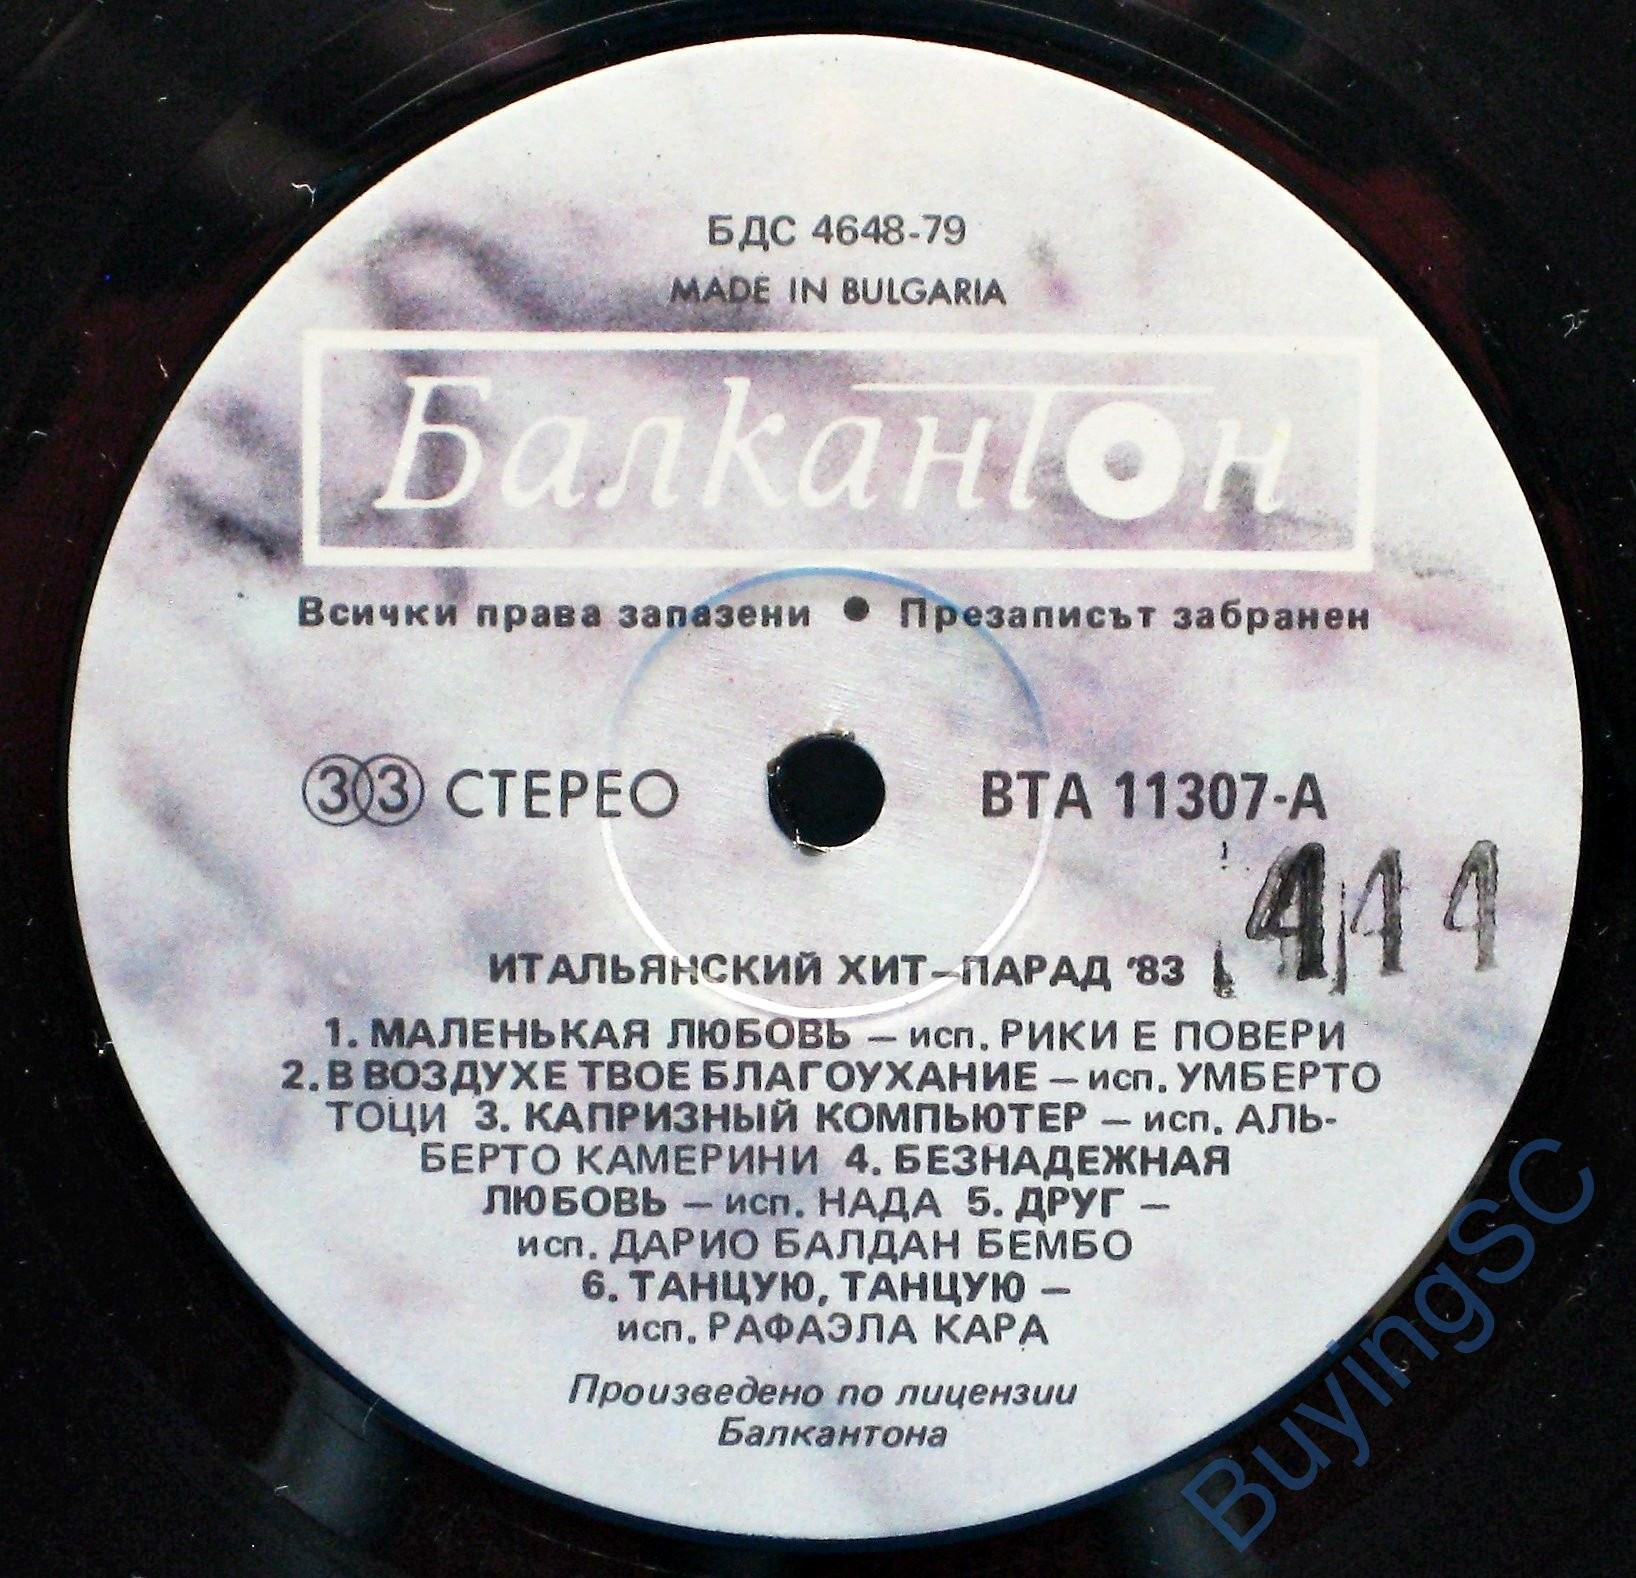 БДС 4648-79
MADE IN BULGARIA
Балкантон
Всички права запазени ● Презаписът забранен
33 СТЕРЕО
ВТА 11307-А
411 1
ИТАЛЬЯНСКИЙ ХИТ-ПАРАД '83
1. МАЛЕНЬКАЯ ЛЮБОВЬ — исп. РИКИ Е ПОВЕРИ
2. В ВОЗДУХЕ ТВОЕ БЛАГОУХАНИЕ — исп. УМБЕРТО
ТОЦИ 3. КАПРИЗНЫЙ КОМПЬЮТЕР — исп. АЛЬ-
БЕРТО КАМЕРИНИ 4. БЕЗНАДЕЖНАЯ
ЛЮБОВЬ — исп. НАДА 5. ДРУГ —
исп. ДАРИО БАЛДАН БЕМБО
6. ТАНЦУЮ, ТАНЦУЮ —
исп. РАФАЭЛА КАРА
Произведено по лицензии
Балкантона
BuyingSC